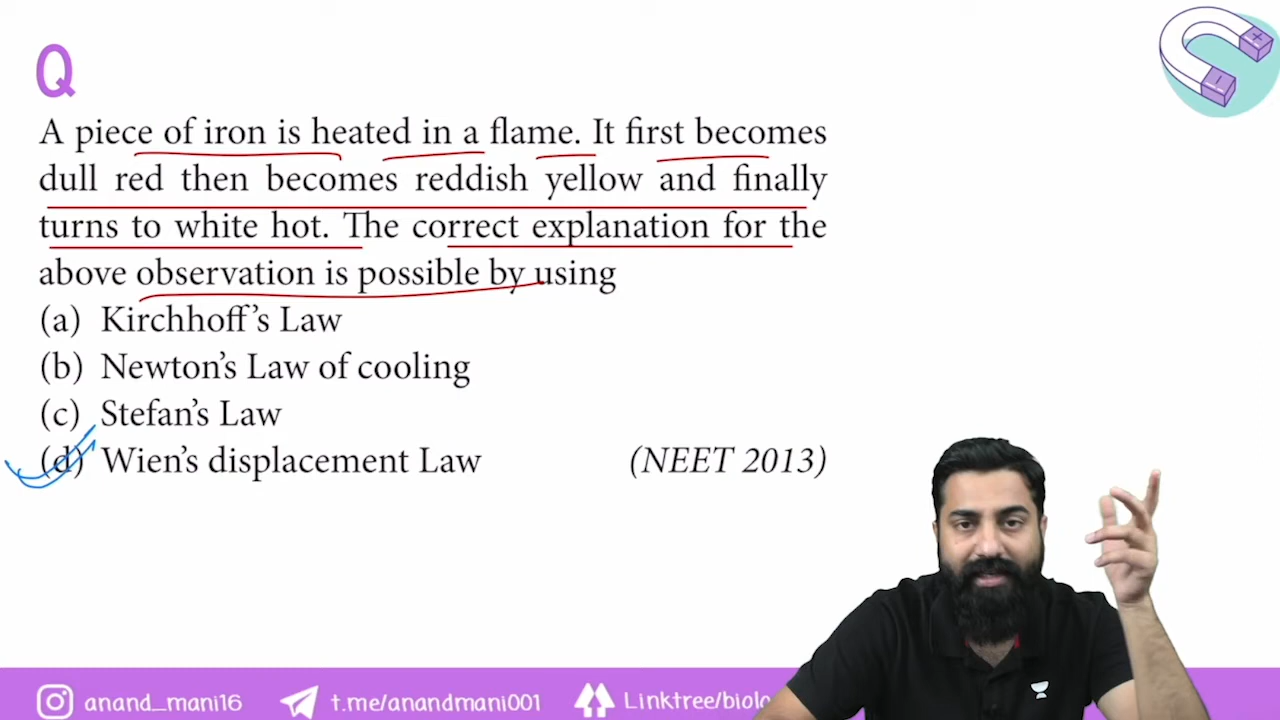 Q
A piece of iron is heated in a flame. It first becomes
dull red then becomes reddish yellow and finally
turns to white hot. The correct explanation for the
above observation is possible by using
(a) Kirchhoff's Law
(b) Newton's Law of cooling
(c) Stefan's Law
(d) Wien's displacement Law (NEET 2013)
anand_mani16 t.me/anandmani001 Linktree/biolo